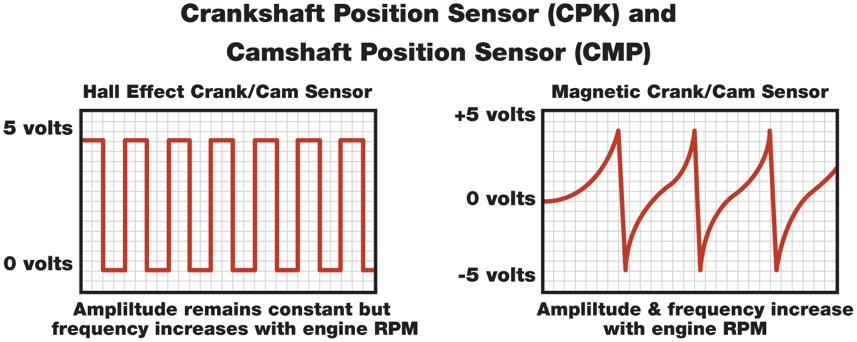 Crankshaft Position Sensor (CPK) and
Camshaft Position Sensor (CMP)
Hall Effect Crank/Cam Sensor
5 volts
0 volts
Ampliltude remains constant but
frequency increases with engine RPM
Magnetic Crank/Cam Sensor
+5 volts
0 volts
-5 volts
Ampliltude & frequency increase
with engine RPM